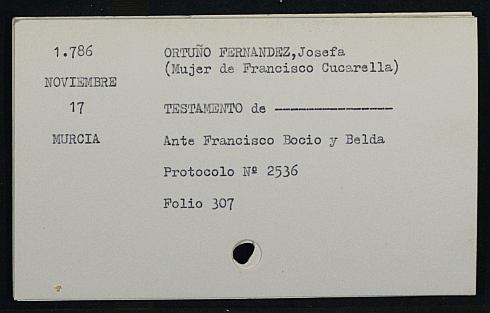 1.786 ORTUÑO FERNANDEZ,Josefa
(Mujer de Francisco Cucarella)
NOVIEMBRE
17 TESTAMENTO de -----------------
MURCIA Ante Francisco Bocio y Belda
Protocolo Nº 2536
Folio 307